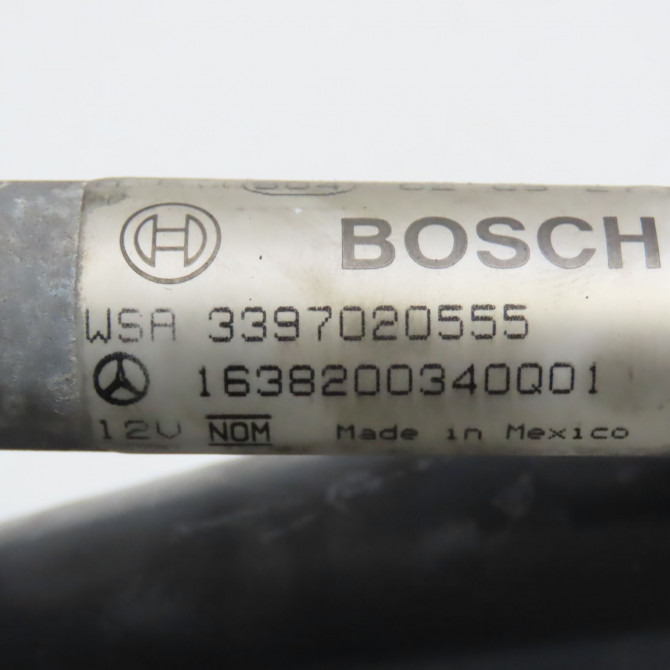 BOSCH
WSA 3397020555
1638200340Q01
12V NOM Made in Mexico